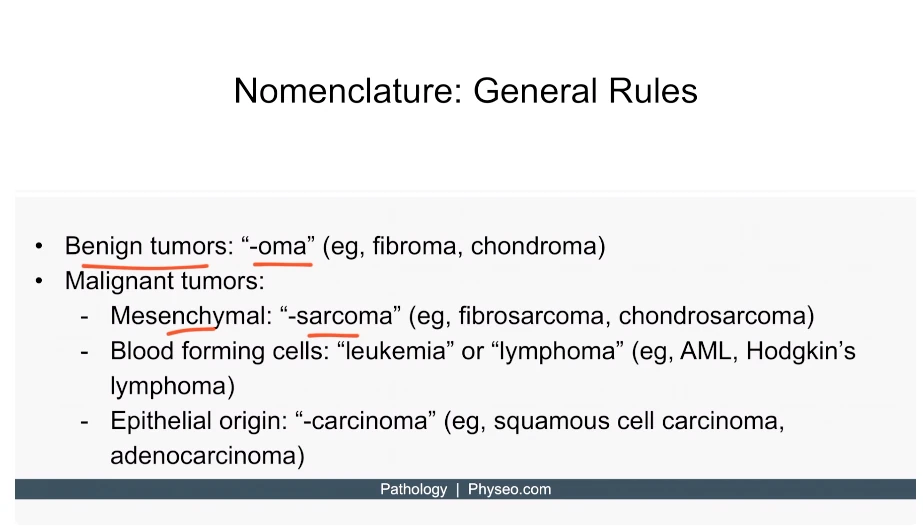 Nomenclature: General Rules
• Benign tumors: “-oma” (eg, fibroma, chondroma)
• Malignant tumors:
- Mesenchymal: “-sarcoma” (eg, fibrosarcoma, chondrosarcoma)
- Blood forming cells: “leukemia” or “lymphoma” (eg, AML, Hodgkin’s
lymphoma)
- Epithelial origin: “-carcinoma” (eg, squamous cell carcinoma,
adenocarcinoma)
Pathology | Physeo.com